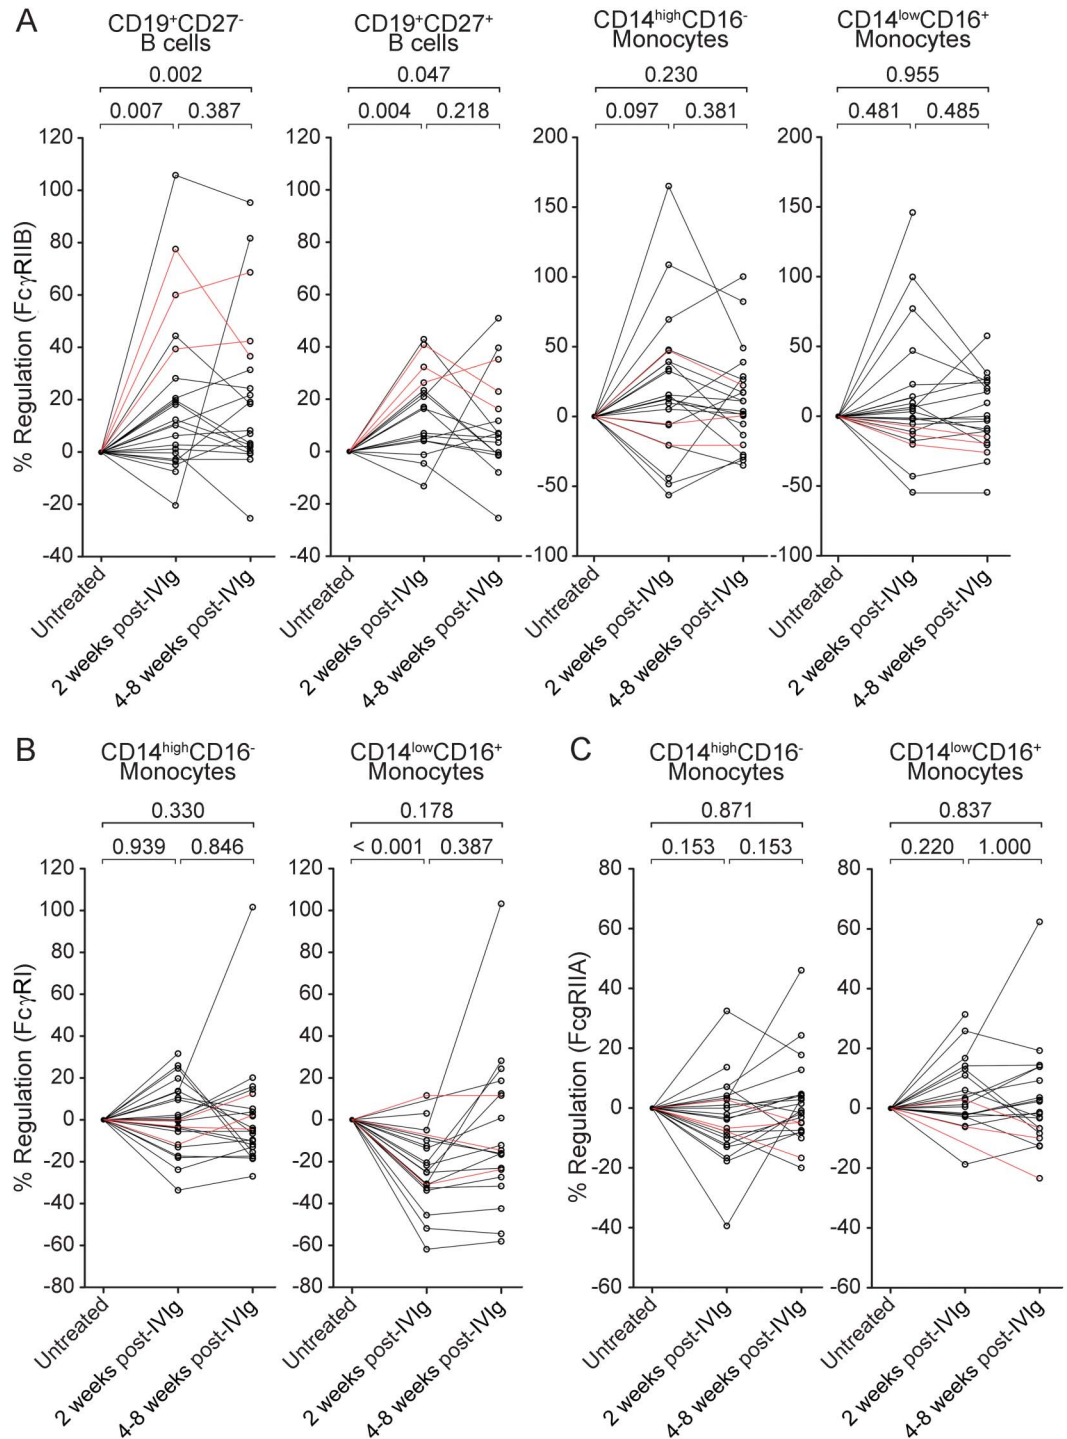 A
CD19⁺CD27⁻
B cells
CD19⁺CD27⁺
B cells
CD14ʰⁱᵍʰCD16⁻
Monocytes
CD14ˡᵒʷCD16⁺
Monocytes
0.002
0.047
0.230
0.955
0.007 0.387
0.004 0.218
0.097 0.381
0.481 0.485
% Regulation (FcγRIIB)
120
100
80
60
40
20
0
-20
-40
120
100
80
60
40
20
0
-20
-40
200
150
100
50
0
-50
-100
200
150
100
50
0
-50
-100
Untreated
2 weeks post-IVIg
4-8 weeks post-IVIg
Untreated
2 weeks post-IVIg
4-8 weeks post-IVIg
Untreated
2 weeks post-IVIg
4-8 weeks post-IVIg
Untreated
2 weeks post-IVIg
4-8 weeks post-IVIg
B
CD14ʰⁱᵍʰCD16⁻
Monocytes
CD14ˡᵒʷCD16⁺
Monocytes
0.330
0.178
0.939 0.846
< 0.001 0.387
% Regulation (FcγRI)
120
100
80
60
40
20
0
-20
-40
-60
-80
120
100
80
60
40
20
0
-20
-40
-60
-80
Untreated
2 weeks post-IVIg
4-8 weeks post-IVIg
Untreated
2 weeks post-IVIg
4-8 weeks post-IVIg
C
CD14ʰⁱᵍʰCD16⁻
Monocytes
CD14ˡᵒʷCD16⁺
Monocytes
0.871
0.837
0.153 0.153
0.220 1.000
% Regulation (FcgRIIA)
80
60
40
20
0
-20
-40
-60
80
60
40
20
0
-20
-40
-60
Untreated
2 weeks post-IVIg
4-8 weeks post-IVIg
Untreated
2 weeks post-IVIg
4-8 weeks post-IVIg